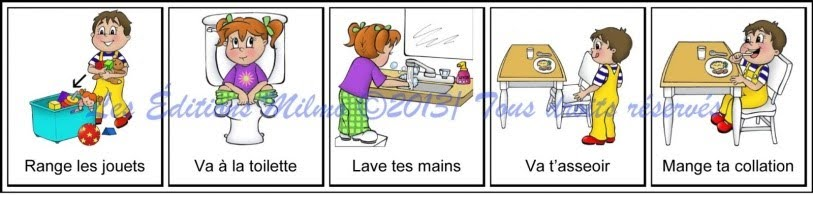 Les Éditions Milmo ©2013/ Tous droits réservés
Range les jouets
Va à la toilette
Lave tes mains
Va t’asseoir
Mange ta collation